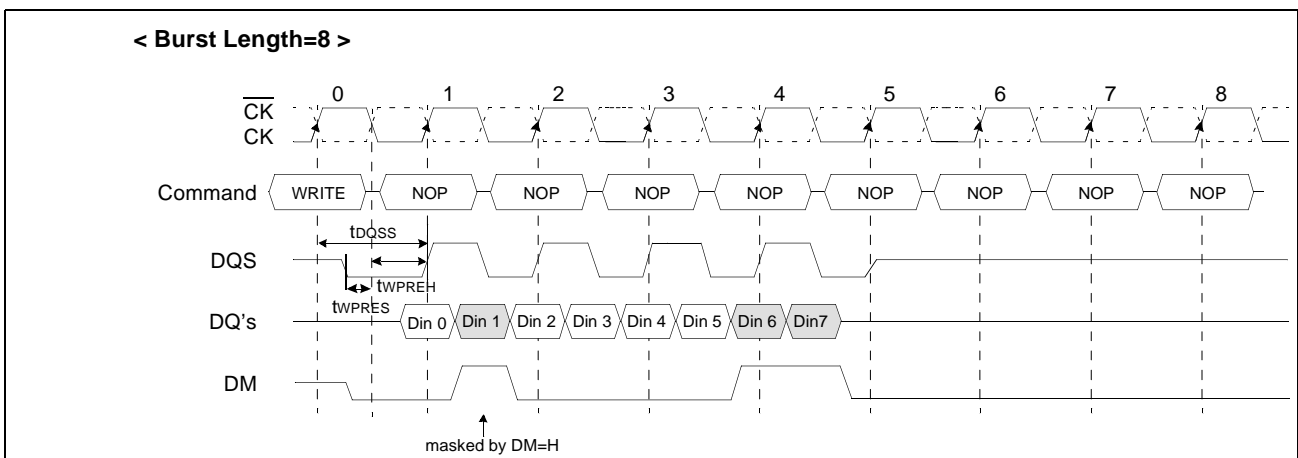 < Burst Length=8 >
0 1 2 3 4 5 6 7 8
CK
CK
Command WRITE NOP NOP NOP NOP NOP NOP NOP NOP
tDQSS
DQS
tWPREH
tWPRES
DQ's Din 0 Din 1 Din 2 Din 3 Din 4 Din 5 Din 6 Din7
DM
masked by DM=H